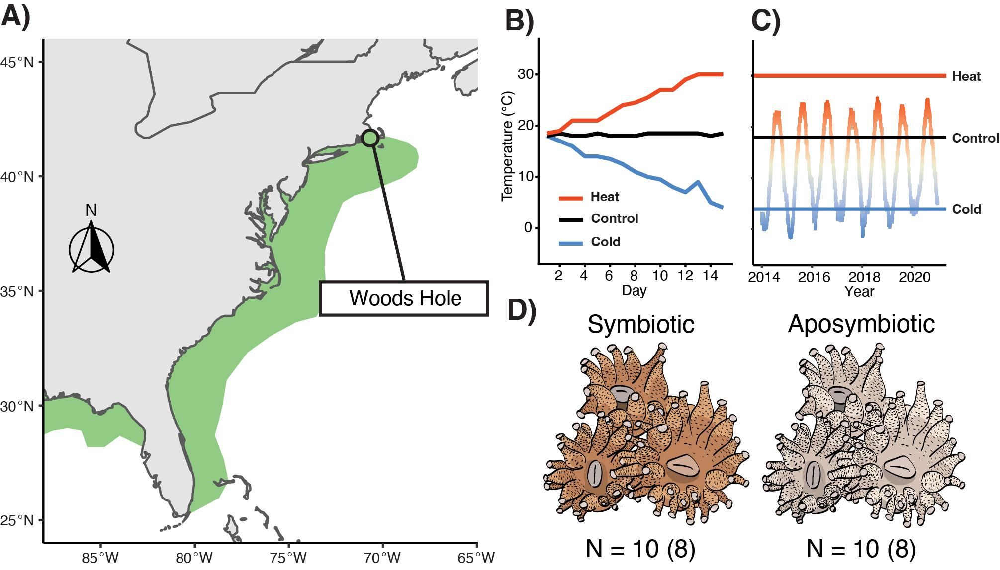 A)
45°N
40°N
35°N
30°N
25°N
85°W
80°W
75°W
70°W
65°W
N
Woods Hole
B)
Temperature (°C)
30
20
10
0
Heat
Control
Cold
2 4 6 8 10 12 14
Day
C)
Heat
Control
Cold
2014 2016 2018 2020
Year
D)
Symbiotic
Aposymbiotic
N = 10 (8)
N = 10 (8)